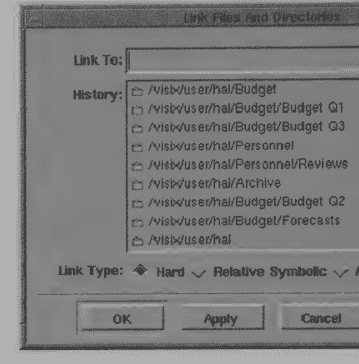 Link Files And Directories
Link To:
History:
/visix/user/hal/Budget
/visix/user/hal/Budget/Budget Q1
/visix/user/hal/Budget/Budget Q3
/visix/user/hal/Personnel
/visix/user/hal/Personnel/Reviews
/visix/user/hal/Archive
/visix/user/hal/Budget/Budget Q2
/visix/user/hal/Budget/Forecasts
/visix/user/hal
Link Type: Hard Relative Symbolic
OK Apply Cancel